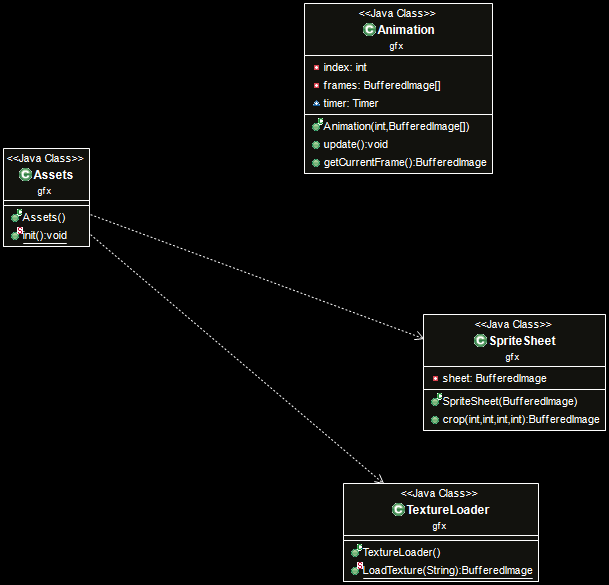 <<Java Class>>
Animation
gfx
index: int
frames: BufferedImage[]
timer: Timer
Animation(int,BufferedImage[])
update():void
getCurrentFrame():BufferedImage
<<Java Class>>
Assets
gfx
Assets()
init():void
<<Java Class>>
SpriteSheet
gfx
sheet: BufferedImage
SpriteSheet(BufferedImage)
crop(int,int,int,int):BufferedImage
<<Java Class>>
TextureLoader
gfx
TextureLoader()
LoadTexture(String):BufferedImage